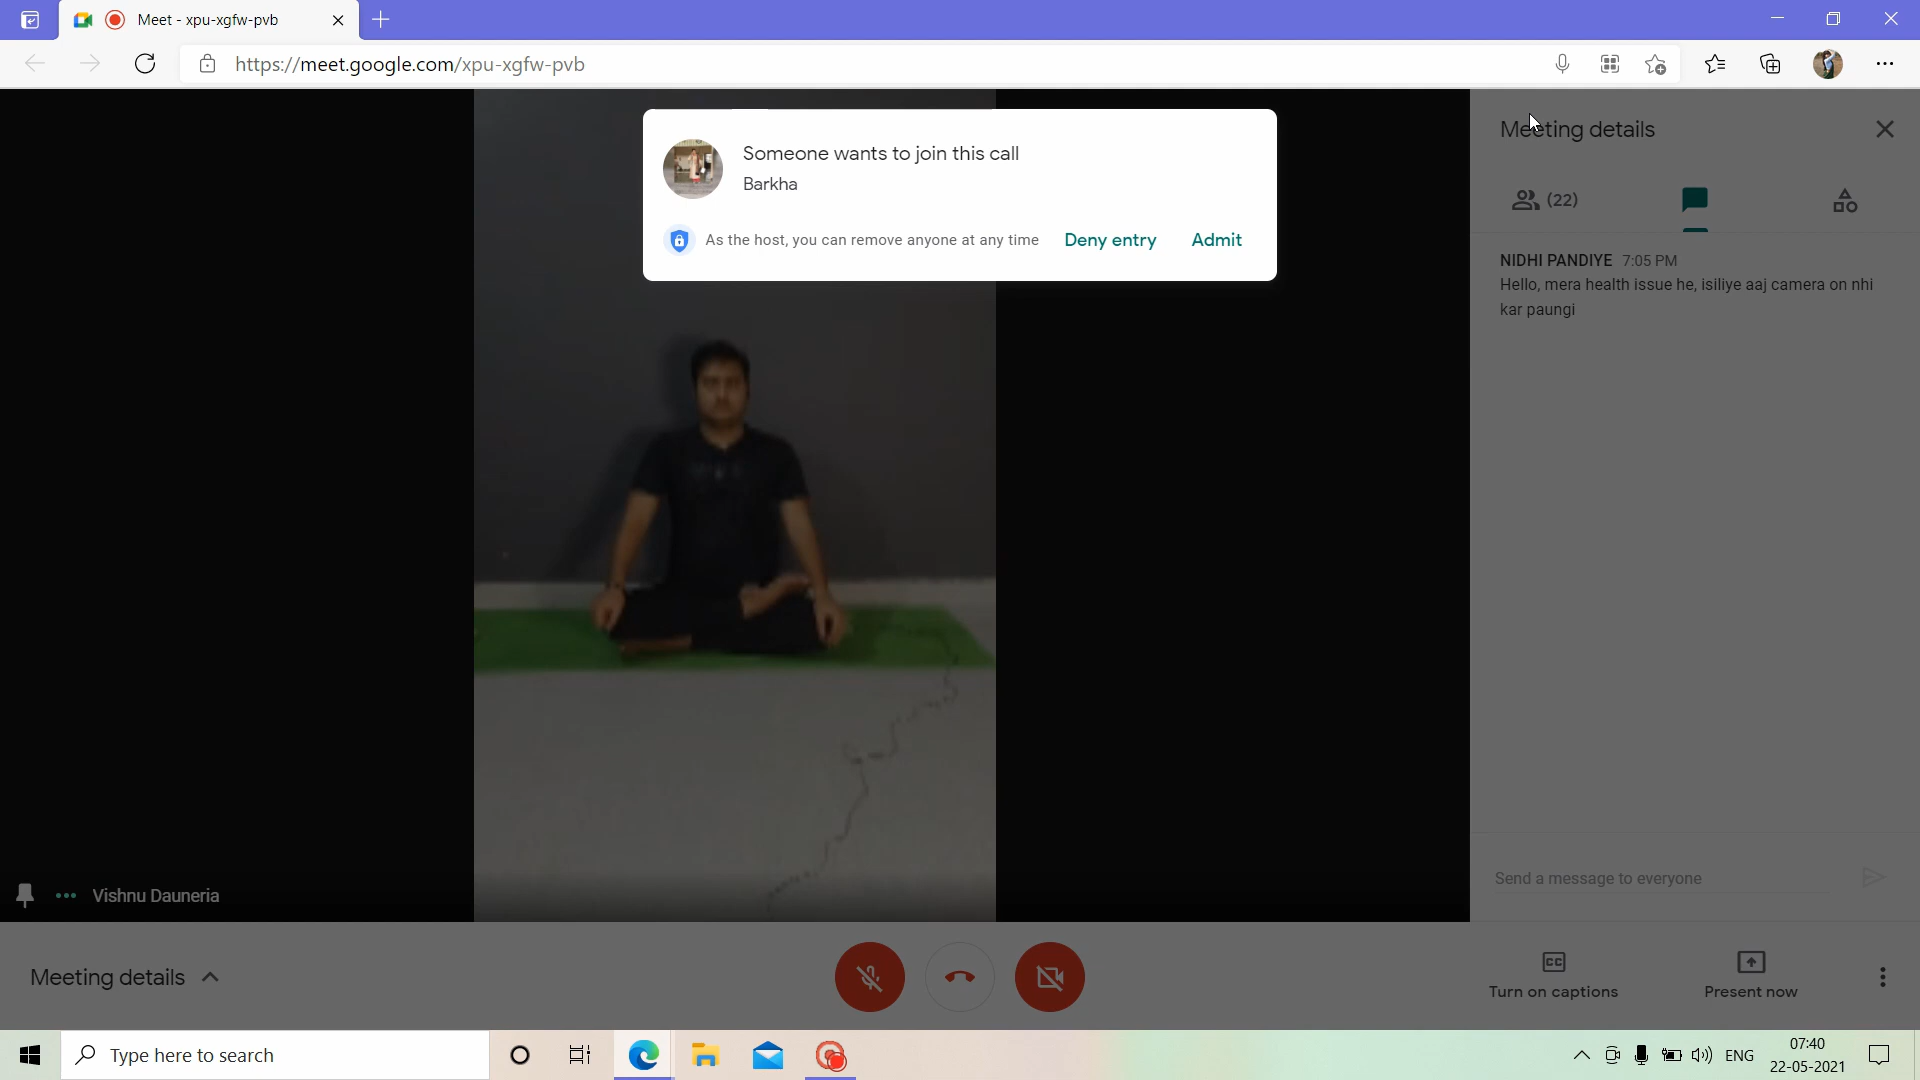 Meet - xpu-xgfw-pvb
https://meet.google.com/xpu-xgfw-pvb
Someone wants to join this call
Barkha
As the host, you can remove anyone at any time
Deny entry
Admit
Meeting details
(22)
NIDHI PANDIYE 7:05 PM
Hello, mera health issue he, isiliye aaj camera on nhi
kar paungi
Send a message to everyone
Vishnu Dauneria
Meeting details
CC
Turn on captions
Present now
Type here to search
ENG
07:40
22-05-2021